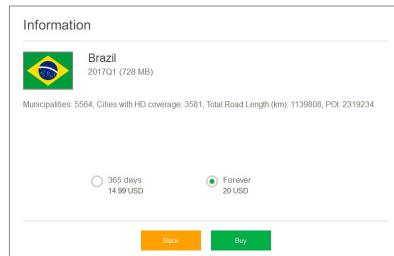 Information
Brazil
2017Q1 (728 MB)
Municipalities: 5564, Cities with HD coverage: 3581, Total Road Length (km): 1139808, POI: 2319234.
365 days
14.99 USD
Forever
20 USD
Back
Buy